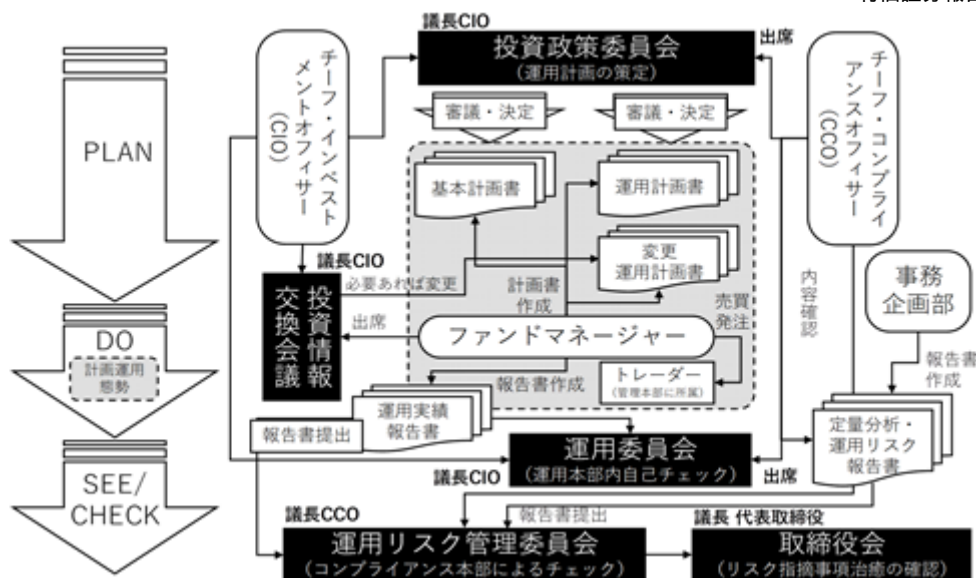 議長CIO
投資政策委員会
(運用計画の策定)
出席
チーフ・インベスト
メントオフィサー
(CIO)
チーフ・コンプライ
アンスオフィサー
(CCO)
PLAN
審議・決定
審議・決定
基本計画書
運用計画書
変更
運用計画書
議長CIO
必要あれば変更
計画書
作成
売買
発注
内容確認
事務
企画部
投資情報
交換会議
出席
ファンドマネージャー
DO
計画運用
態勢
報告書作成
トレーダー
(管理本部に所属)
報告書
作成
運用実績
報告書
報告書提出
定量分析・
運用リスク
報告書
運用委員会
(運用本部内自己チェック)
議長CIO
出席
SEE/
CHECK
議長CCO
報告書提出
議長 代表取締役
運用リスク管理委員会
(コンプライアンス本部によるチェック)
取締役会
(リスク指摘事項治癒の確認)